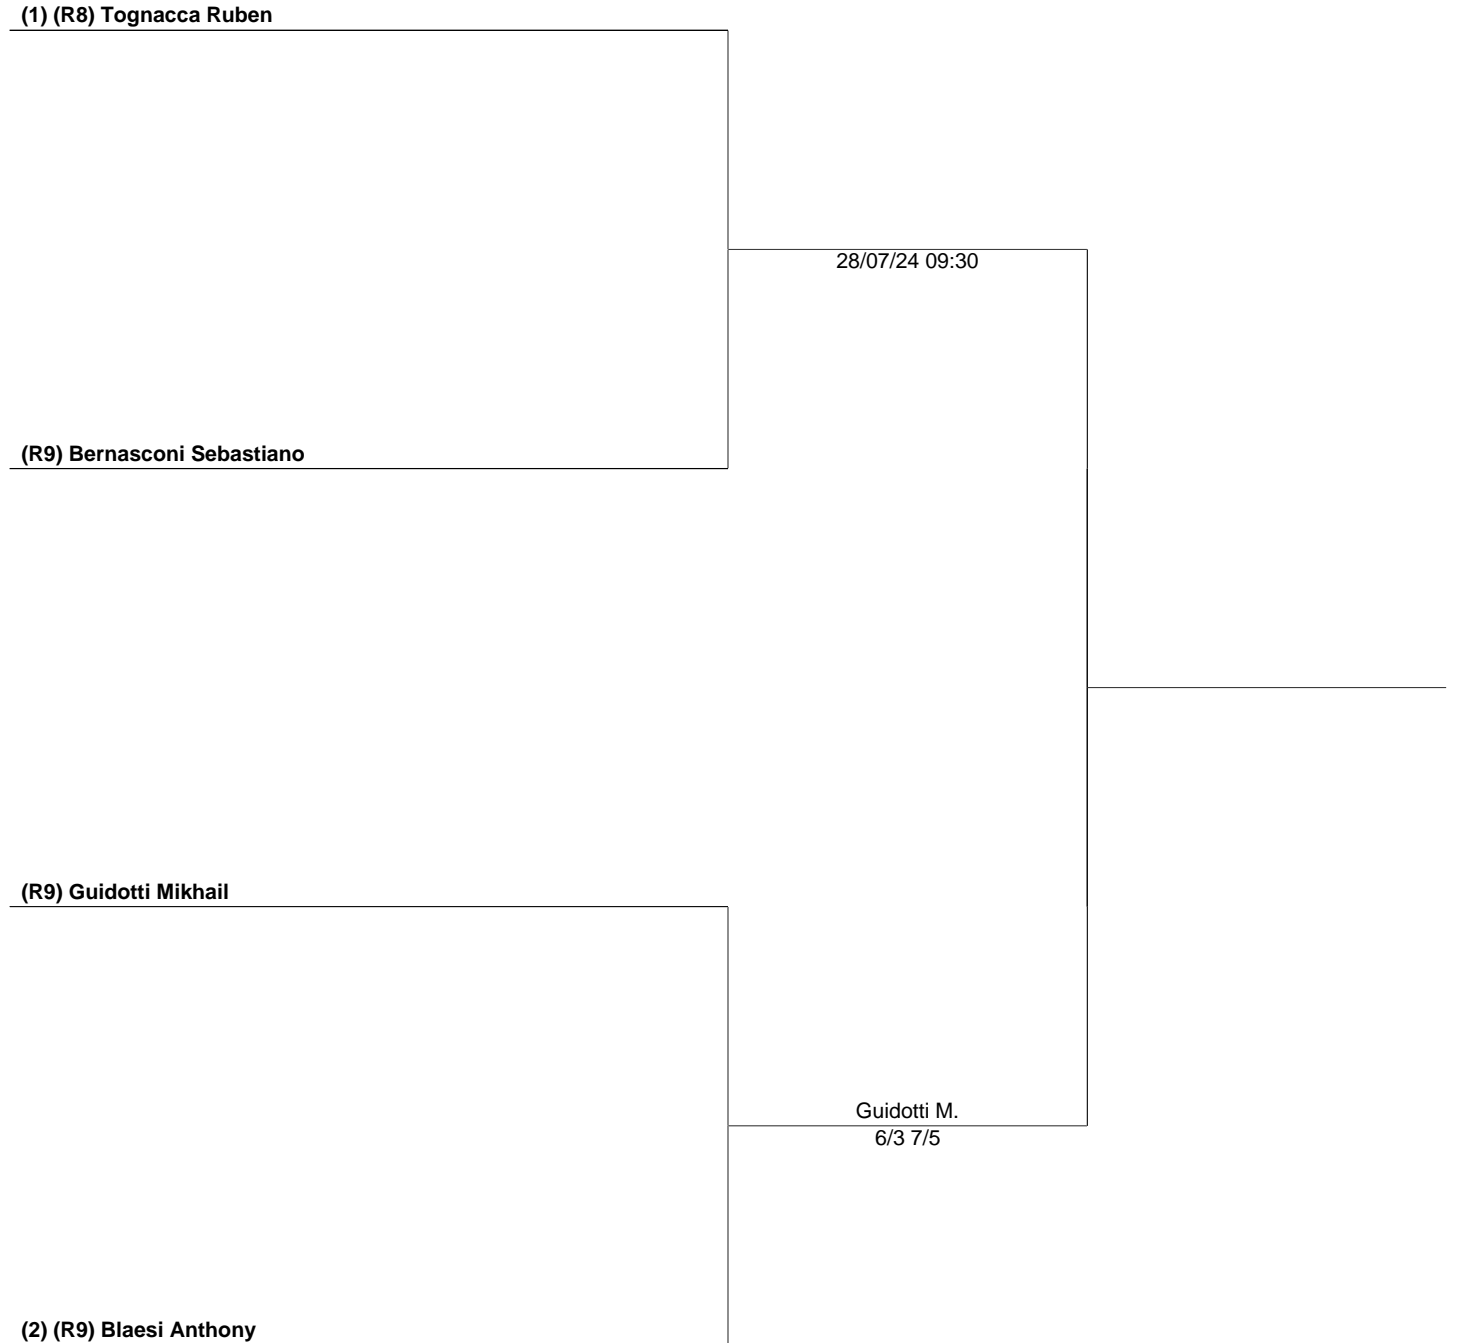 (1) (R8) Tognacca Ruben
28/07/24 09:30
(R9) Bernasconi Sebastiano
(R9) Guidotti Mikhail
Guidotti M.
6/3 7/5
(2) (R9) Blaesi Anthony